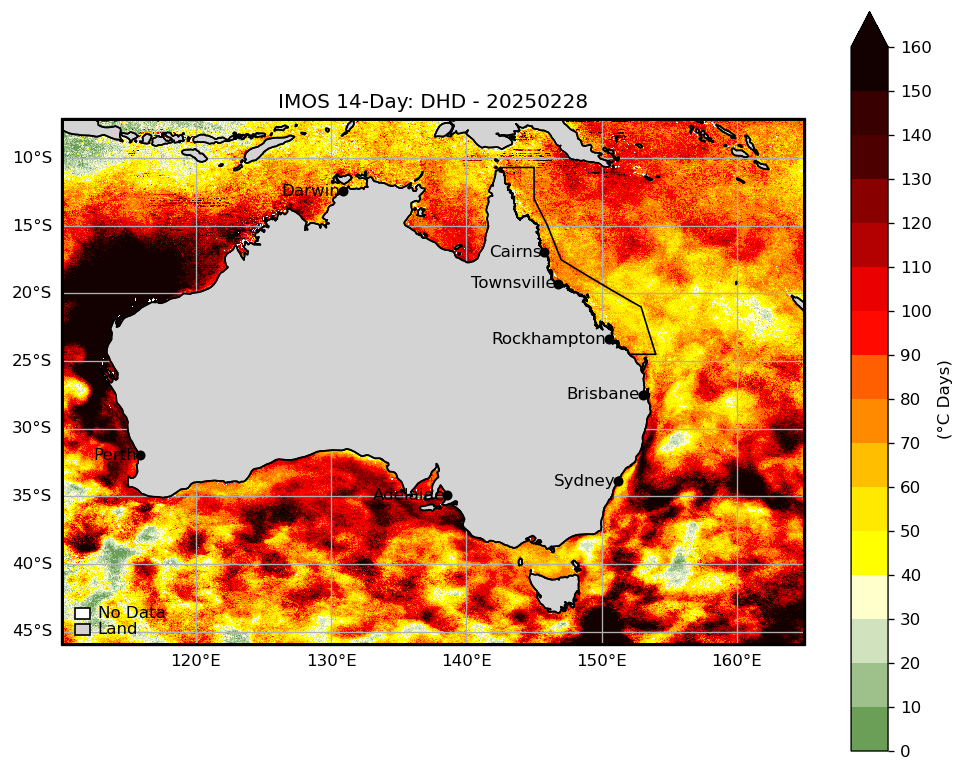 IMOS 14-Day: DHD - 20250228
160
150
140
130
120
110
100
90
80
70
60
50
40
30
20
10
0
(°C Days)
10°S
15°S
20°S
25°S
30°S
35°S
40°S
45°S
Darwin
Cairns
Townsville
Rockhampton
Brisbane
Perth
Sydney
Adelaide
No Data
Land
120°E
130°E
140°E
150°E
160°E